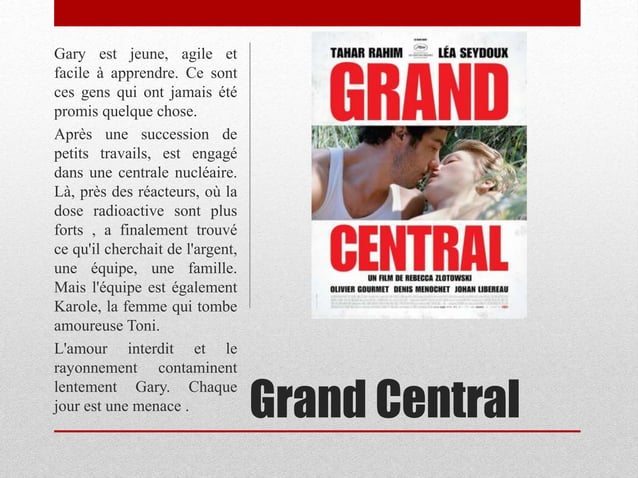 Gary est jeune, agile et
facile à apprendre. Ce sont
ces gens qui ont jamais été
promis quelque chose.
Après une succession de
petits travails, est engagé
dans une centrale nucléaire.
Là, près des réacteurs, où la
dose radioactive sont plus
forts , a finalement trouvé
ce qu'il cherchait de l'argent,
une équipe, une famille.
Mais l'équipe est également
Karole, la femme qui tombe
amoureuse Toni.
L'amour interdit et le
rayonnement contaminent
lentement Gary. Chaque
jour est une menace .
TAHAR RAHIM LÉA SEYDOUX
GRAND
CENTRAL
UN FILM DE REBECCA ZLOTOWSKI
OLIVIER GOURMET DENIS MENOCHET JOHAN LIBEREAU
Grand Central